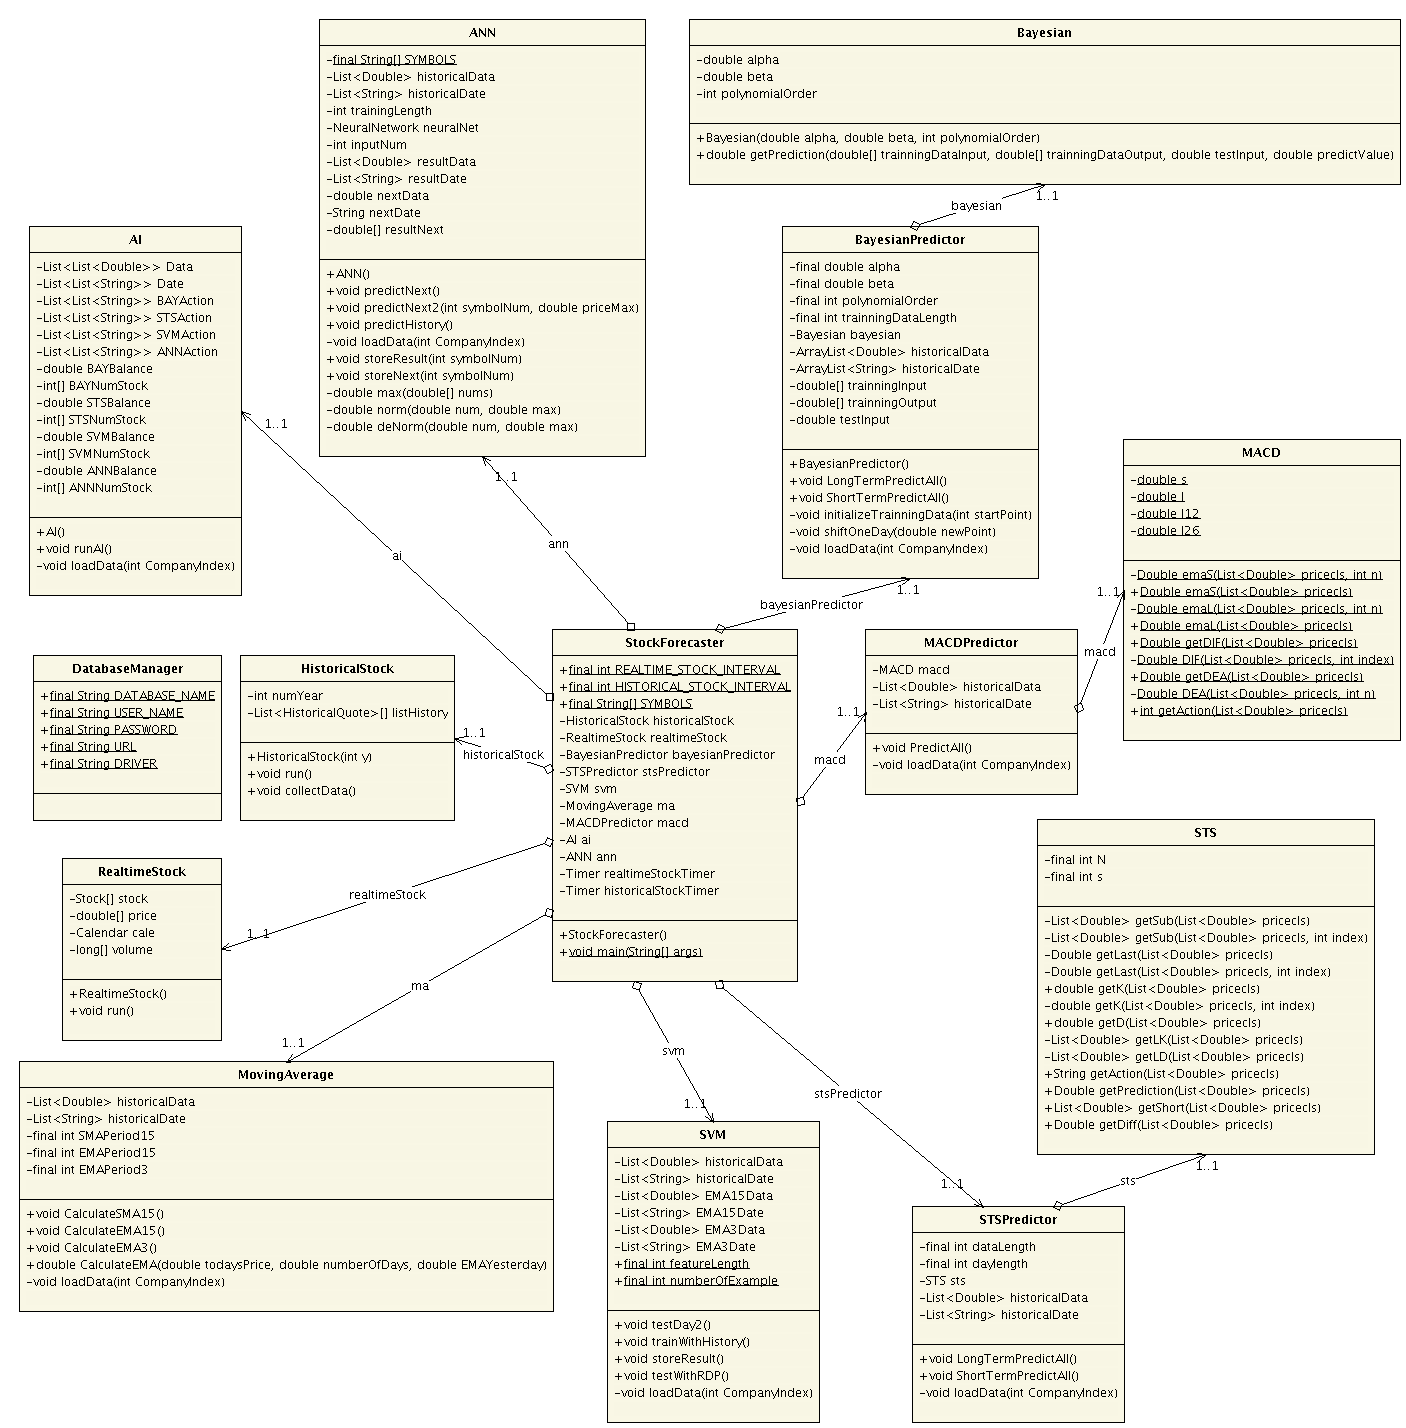 ANN
-final String[] SYMBOLS
-List<Double> historicalData
-List<String> historicalDate
-int trainingLength
-NeuralNetwork neuralNet
-int inputNum
-List<Double> resultData
-List<String> resultDate
-double nextData
-String nextDate
-double[] resultNext
+ANN()
+void predictNext()
+void predictNext2(int symbolNum, double priceMax)
+void predictHistory()
-void loadData(int CompanyIndex)
+void storeResult(int symbolNum)
+void storeNext(int symbolNum)
-double max(double[] nums)
-double norm(double num, double max)
-double deNorm(double num, double max)
1..1
ann
Bayesian
-double alpha
-double beta
-int polynomialOrder
+Bayesian(double alpha, double beta, int polynomialOrder)
+double getPrediction(double[] trainningDataInput, double[] trainningDataOutput, double testInput, double predictValue)
1..1
bayesian
AI
-List<List<Double>> Data
-List<List<String>> Date
-List<List<String>> BAYAction
-List<List<String>> STSAction
-List<List<String>> SVMAction
-List<List<String>> ANNAction
-double BAYBalance
-int[] BAYNumStock
-double STSBalance
-int[] STSNumStock
-double SVMBalance
-int[] SVMNumStock
-double ANNBalance
-int[] ANNNumStock
+AI()
+void runAI()
-void loadData(int CompanyIndex)
1..1
ai
BayesianPredictor
-final double alpha
-final double beta
-final int polynomialOrder
-final int trainningDataLength
-Bayesian bayesian
-ArrayList<Double> historicalData
-ArrayList<String> historicalDate
-double[] trainningInput
-double[] trainningOutput
-double testInput
+BayesianPredictor()
+void LongTermPredictAll()
+void ShortTermPredictAll()
-void initializeTrainningData(int startPoint)
-void shiftOneDay(double newPoint)
-void loadData(int CompanyIndex)
1..1
bayesianPredictor
MACD
-double s
-double l
-double l12
-double l26
-Double emaS(List<Double> pricecls, int n)
+Double emaS(List<Double> pricecls)
-Double emaL(List<Double> pricecls, int n)
+Double emaL(List<Double> pricecls)
+Double getDIF(List<Double> pricecls)
-Double DIF(List<Double> pricecls, int index)
+Double getDEA(List<Double> pricecls)
-Double DEA(List<Double> pricecls, int n)
+int getAction(List<Double> pricecls)
1..1
macd
DatabaseManager
+final String DATABASE_NAME
+final String USER_NAME
+final String PASSWORD
+final String URL
+final String DRIVER
HistoricalStock
-int numYear
-List<HistoricalQuote>[] listHistory
+HistoricalStock(int y)
+void run()
+void collectData()
1..1
historicalStock
StockForecaster
+final int REALTIME_STOCK_INTERVAL
+final int HISTORICAL_STOCK_INTERVAL
+final String[] SYMBOLS
-HistoricalStock historicalStock
-RealtimeStock realtimeStock
-BayesianPredictor bayesianPredictor
-STSPredictor stsPredictor
-SVM svm
-MovingAverage ma
-MACDPredictor macd
-AI ai
-ANN ann
-Timer realtimeStockTimer
-Timer historicalStockTimer
+StockForecaster()
+void main(String[] args)
MACDPredictor
-MACD macd
-List<Double> historicalData
-List<String> historicalDate
+void PredictAll()
-void loadData(int CompanyIndex)
1..1
macd
RealtimeStock
-Stock[] stock
-double[] price
-Calendar cale
-long[] volume
+RealtimeStock()
+void run()
1..1
realtimeStock
STS
-final int N
-final int s
-List<Double> getSub(List<Double> pricecls)
-List<Double> getSub(List<Double> pricecls, int index)
-Double getLast(List<Double> pricecls)
-Double getLast(List<Double> pricecls, int index)
+double getK(List<Double> pricecls)
-double getK(List<Double> pricecls, int index)
+double getD(List<Double> pricecls)
-List<Double> getLK(List<Double> pricecls)
-List<Double> getLD(List<Double> pricecls)
+String getAction(List<Double> pricecls)
+Double getPrediction(List<Double> pricecls)
+List<Double> getShort(List<Double> pricecls)
+Double getDiff(List<Double> pricecls)
1..1
sts
MovingAverage
-List<Double> historicalData
-List<String> historicalDate
-final int SMAPeriod15
-final int EMAPeriod15
-final int EMAPeriod3
+void CalculateSMA15()
+void CalculateEMA15()
+void CalculateEMA3()
+double CalculateEMA(double todaysPrice, double numberOfDays, double EMAYesterday)
-void loadData(int CompanyIndex)
1..1
ma
SVM
-List<Double> historicalData
-List<String> historicalDate
-List<Double> EMA15Data
-List<String> EMA15Date
-List<Double> EMA3Data
-List<String> EMA3Date
+final int featureLength
+final int numberOfExample
+void testDay2()
+void trainWithHistory()
+void storeResult()
+void testWithRDP()
-void loadData(int CompanyIndex)
1..1
svm
STSPredictor
-final int dataLength
-final int daylength
-STS sts
-List<Double> historicalData
-List<String> historicalDate
+void LongTermPredictAll()
+void ShortTermPredictAll()
-void loadData(int CompanyIndex)
1..1
stsPredictor